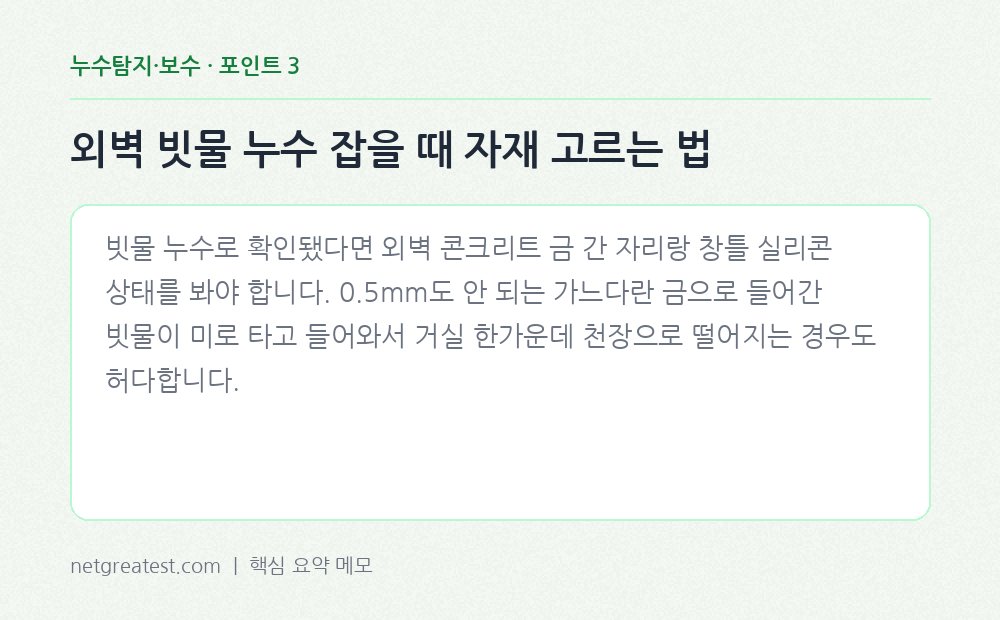 누수탐지·보수 · 포인트 3
외벽 빗물 누수 잡을 때 자재 고르는 법
빗물 누수로 확인됐다면 외벽 콘크리트 금 간 자리랑 창틀 실리콘
상태를 봐야 합니다. 0.5mm도 안 되는 가느다란 금으로 들어간
빗물이 미로 타고 들어와서 거실 한가운데 천장으로 떨어지는 경우도
허다합니다.
netgreatest.com | 핵심 요약 메모